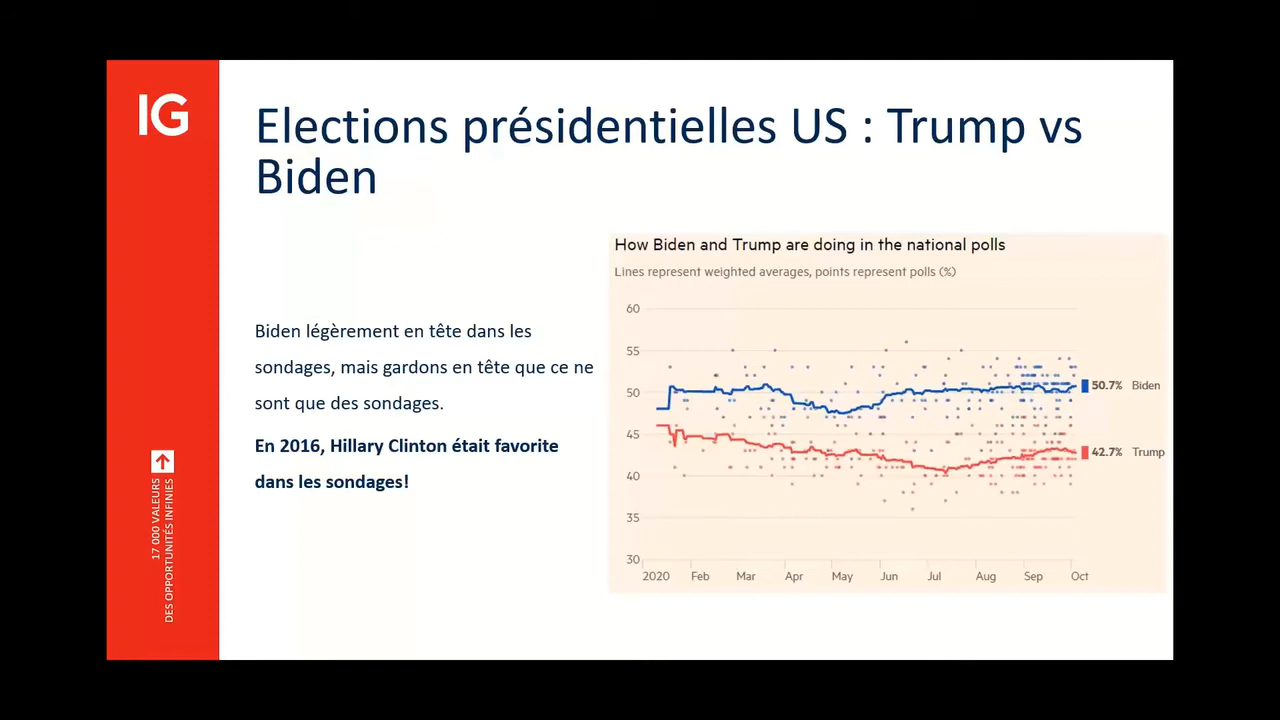 IG
Elections présidentielles US : Trump vs
Biden
Biden légèrement en tête dans les
sondages, mais gardons en tête que ce ne
sont que des sondages.
En 2016, Hillary Clinton était favorite
dans les sondages!
How Biden and Trump are doing in the national polls
Lines represent weighted averages, points represent polls (%)
60
55
50
45
40
35
30
2020 Feb Mar Apr May Jun Jul Aug Sep Oct
50.7% Biden
42.7% Trump
17 000 VALEURS
DES OPPORTUNITÉS INFINIES